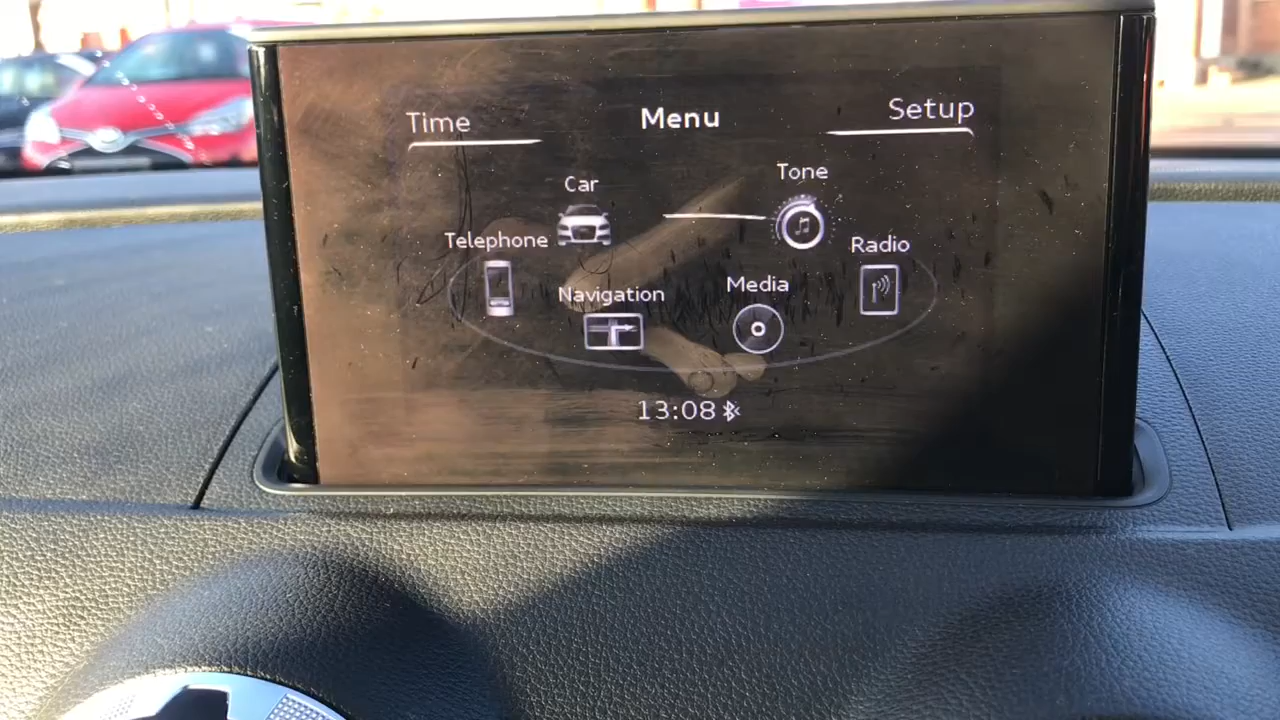 Time
Menu
Setup
Car
Tone
Telephone
Radio
Navigation
Media
13:08